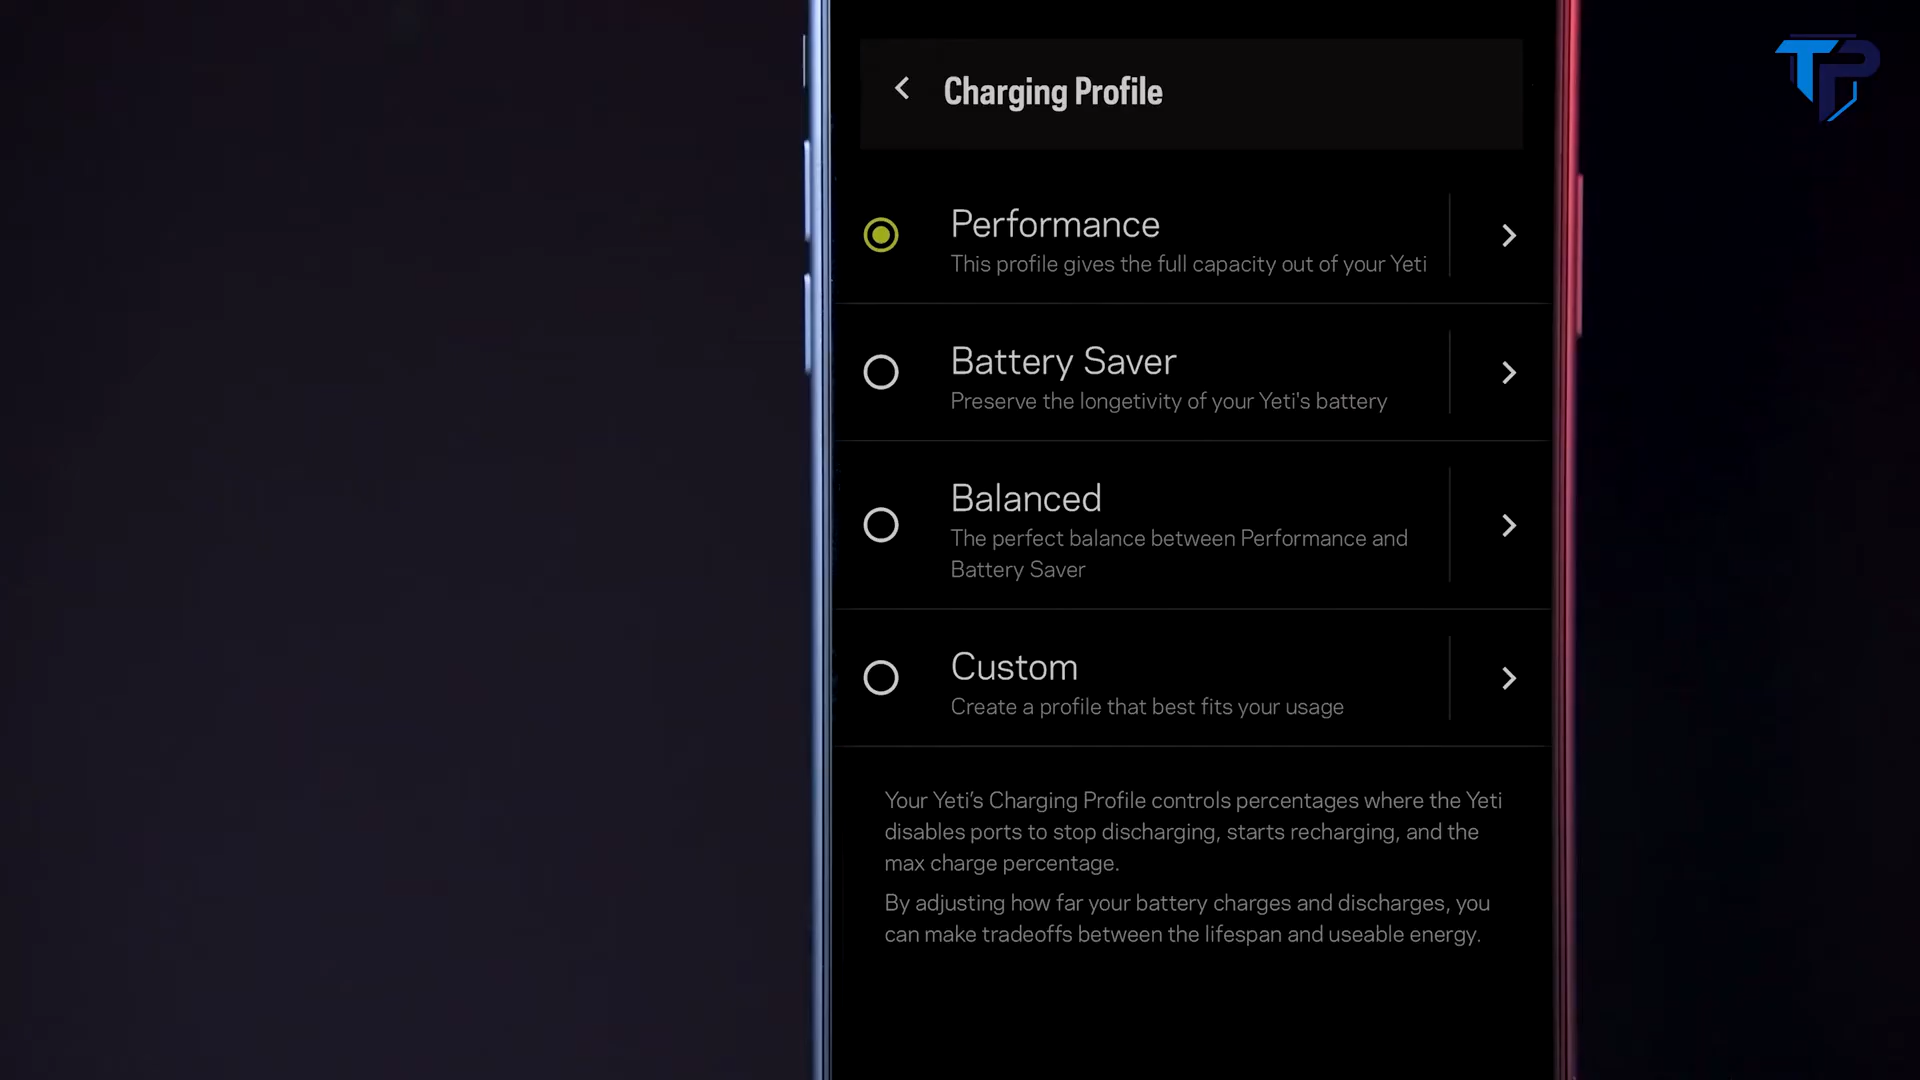 TP
Charging Profile
Performance
This profile gives the full capacity out of your Yeti
Battery Saver
Preserve the longetivity of your Yeti's battery
Balanced
The perfect balance between Performance and
Battery Saver
Custom
Create a profile that best fits your usage
Your Yeti’s Charging Profile controls percentages where the Yeti
disables ports to stop discharging, starts recharging, and the
max charge percentage.
By adjusting how far your battery charges and discharges, you
can make tradeoffs between the lifespan and useable energy.